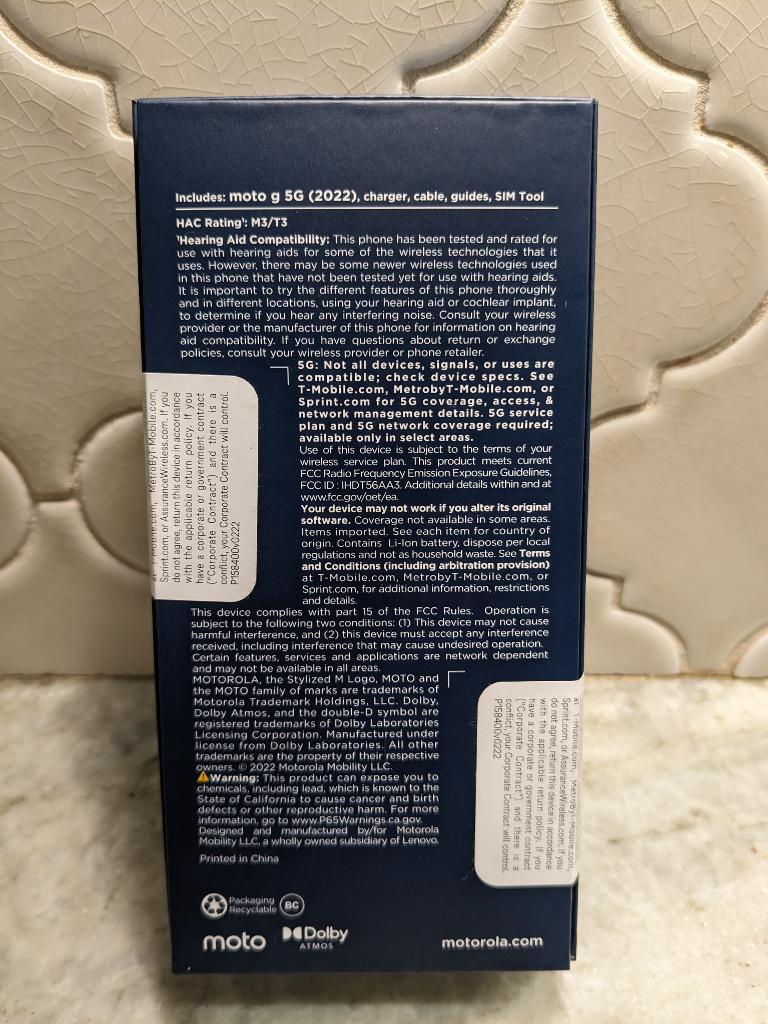 Includes: moto g 5G (2022), charger, cable, guides, SIM Tool
HAC Rating¹: M3/T3
¹Hearing Aid Compatibility: This phone has been tested and rated for
use with hearing aids for some of the wireless technologies that it
uses. However, there may be some newer wireless technologies used
in this phone that have not been tested yet for use with hearing aids.
It is important to try the different features of this phone thoroughly
and in different locations, using your hearing aid or cochlear implant,
to determine if you hear any interfering noise. Consult your wireless
provider or the manufacturer of this phone for information on hearing
aid compatibility. If you have questions about return or exchange
policies, consult your wireless provider or phone retailer.
5G: Not all devices, signals, or uses are
compatible; check device specs. See
T-Mobile.com, MetrobyT-Mobile.com, or
Sprint.com for 5G coverage, access, &
network management details. 5G service
plan and 5G network coverage required;
available only in select areas.
Use of this device is subject to the terms of your
wireless service plan. This product meets current
FCC Radio Frequency Emission Exposure Guidelines,
FCC ID : IHDT56AA3. Additional details within and at
www.fcc.gov/oet/ea.
Your device may not work if you alter its original
software. Coverage not available in some areas.
Items imported. See each item for country of
origin. Contains Li-Ion battery, dispose per local
regulations and not as household waste. See Terms
and Conditions (including arbitration provision)
at T-Mobile.com, MetrobyT-Mobile.com, or
Sprint.com, for additional information, restrictions
and details.
This device complies with part 15 of the FCC Rules. Operation is
subject to the following two conditions: (1) This device may not cause
harmful interference, and (2) this device must accept any interference
received, including interference that may cause undesired operation.
Certain features, services and applications are network dependent
and may not be available in all areas.
MOTOROLA, the Stylized M Logo, MOTO and
the MOTO family of marks are trademarks of
Motorola Trademark Holdings, LLC. Dolby,
Dolby Atmos, and the double-D symbol are
registered trademarks of Dolby Laboratories
Licensing Corporation. Manufactured under
license from Dolby Laboratories. All other
trademarks are the property of their respective
owners. © 2022 Motorola Mobility LLC.
⚠Warning: This product can expose you to
chemicals, including lead, which is known to the
State of California to cause cancer and birth
defects or other reproductive harm. For more
information, go to www.P65Warnings.ca.gov.
Designed and manufactured by/for Motorola
Mobility LLC, a wholly owned subsidiary of Lenovo.
Printed in China
Packaging
Recyclable
BC
moto
Dolby
ATMOS
motorola.com
at T-Mobile.com, MetroByT-Mobile.com,
Sprint.com, or AssuranceWireless.com. If you
do not agree, return this device in accordance
with the applicable return policy. If you
have a corporate or government contract
("Corporate Contract") and there is a
conflict, your Corporate Contract will control.
P158400v0222
at T-Mobile.com, MetroByT-Mobile.com,
Sprint.com, or AssuranceWireless.com. If you
do not agree, return this device in accordance
with the applicable return policy. If you
have a corporate or government contract
("Corporate Contract") and there is a
conflict, your Corporate Contract will control.
P158400v0222